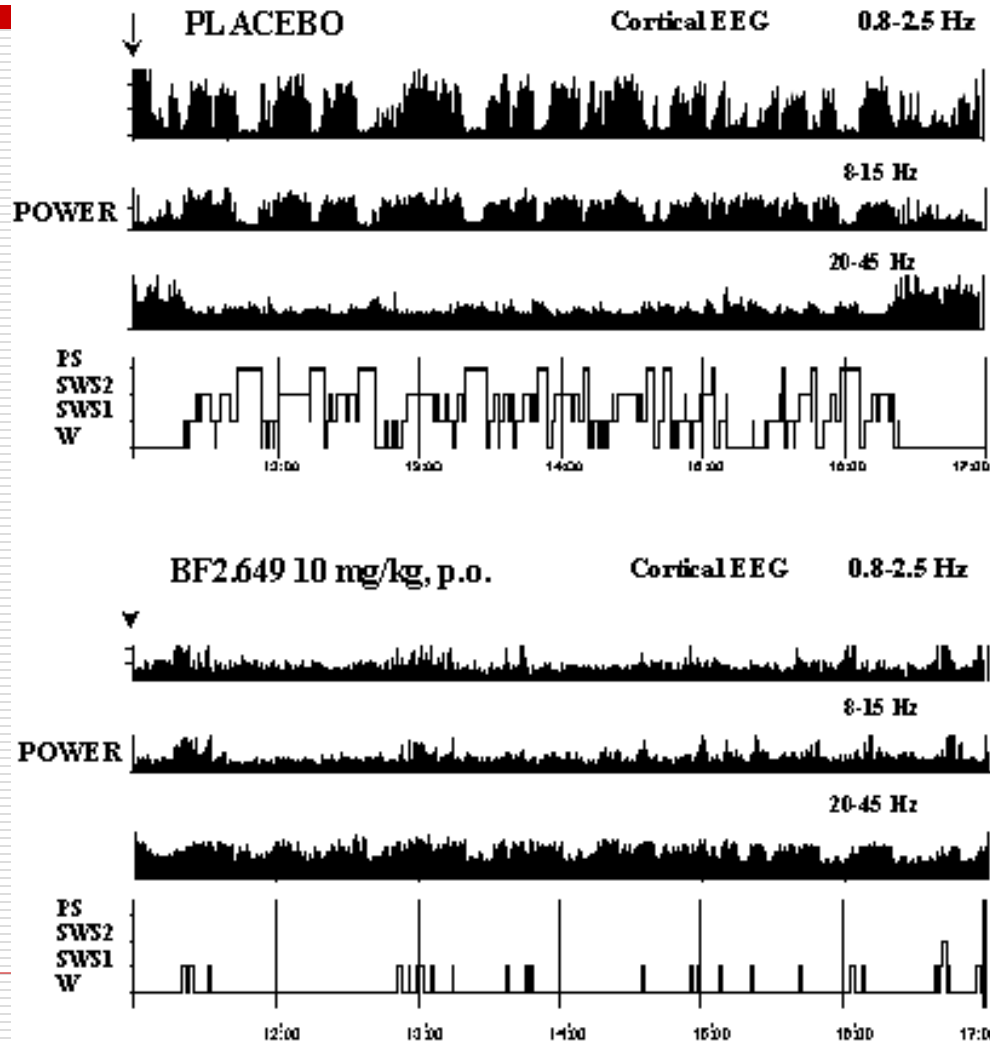 PLACEBO Cortical EEG 0.8-2.5 Hz
8-15 Hz
POWER
20-45 Hz
PS
SWS2
SWS1
W
12:00 13:00 14:00 15:00 16:00 17:00
BF2.649 10 mg/kg, p.o. Cortical EEG 0.8-2.5 Hz
8-15 Hz
POWER
20-45 Hz
PS
SWS2
SWS1
W
12:00 13:00 14:00 15:00 16:00 17:0